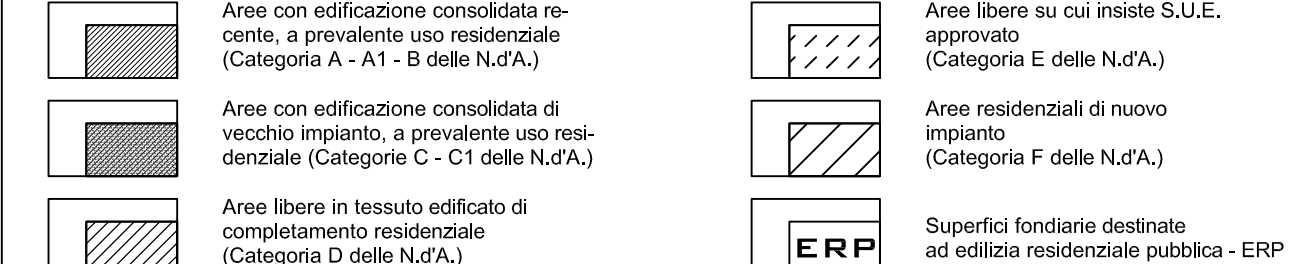 Aree con edificazione consolidata re-
cente, a prevalente uso residenziale
(Categoria A - A1 - B delle N.d'A.)
Aree con edificazione consolidata di
vecchio impianto, a prevalente uso resi-
denziale (Categorie C - C1 delle N.d'A.)
Aree libere in tessuto edificato di
completamento residenziale
(Categoria D delle N.d'A.)
Aree libere su cui insiste S.U.E.
approvato
(Categoria E delle N.d'A.)
Aree residenziali di nuovo
impianto
(Categoria F delle N.d'A.)
ERP
Superfici fondiarie destinate
ad edilizia residenziale pubblica - ERP